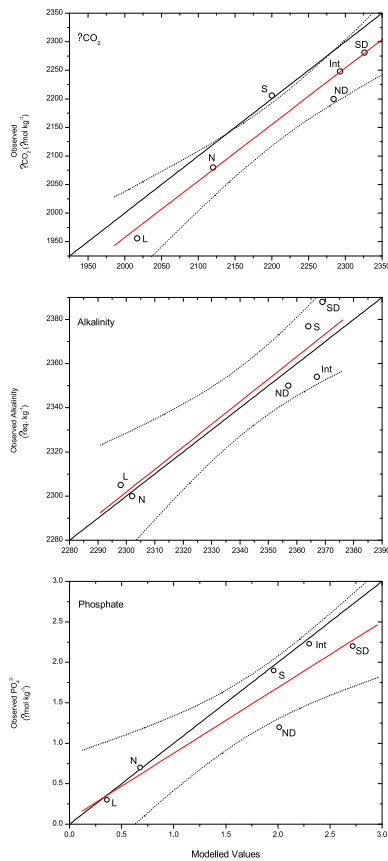 ?CO2
Observed
?CO2 (?mol kg-1)
2350
2300
2250
2200
2150
2100
2050
2000
1950
SD
Int
S
ND
N
L
1950 2000 2050 2100 2150 2200 2250 2300 2350
Alkalinity
Observed Alkalinity
(?eq. kg-1)
2380
2360
2340
2320
2300
2280
SD
S
Int
ND
L
N
2280 2290 2300 2310 2320 2330 2340 2350 2360 2370 2380 2390
Phosphate
Observed PO4 2-
(?mol kg-1)
3.0
2.5
2.0
1.5
1.0
0.5
0.0
Int
SD
S
ND
N
L
0.0 0.5 1.0 1.5 2.0 2.5 3.0
Modelled Values